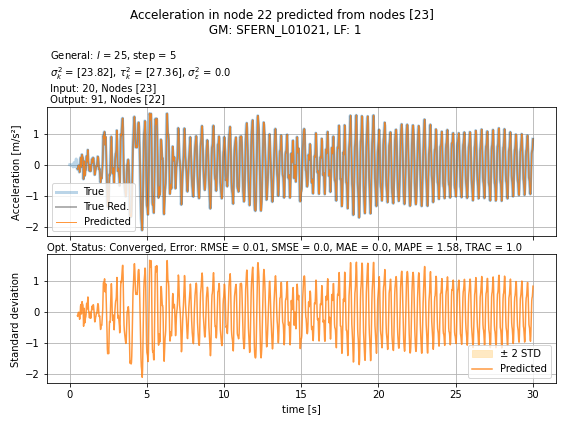 Acceleration in node 22 predicted from nodes [23]
GM: SFERN_L01021, LF: 1
General: l = 25, step = 5
σ_k² = [23.82], τ_k² = [27.36], σ_ε² = 0.0
Input: 20, Nodes [23]
Output: 91, Nodes [22]
Acceleration [m/s²]
1
0
−1
−2
True
True Red.
Predicted
Opt. Status: Converged, Error: RMSE = 0.01, SMSE = 0.0, MAE = 0.0, MAPE = 1.58, TRAC = 1.0
Standard deviation
1
0
−1
−2
± 2 STD
Predicted
0 5 10 15 20 25 30
time [s]